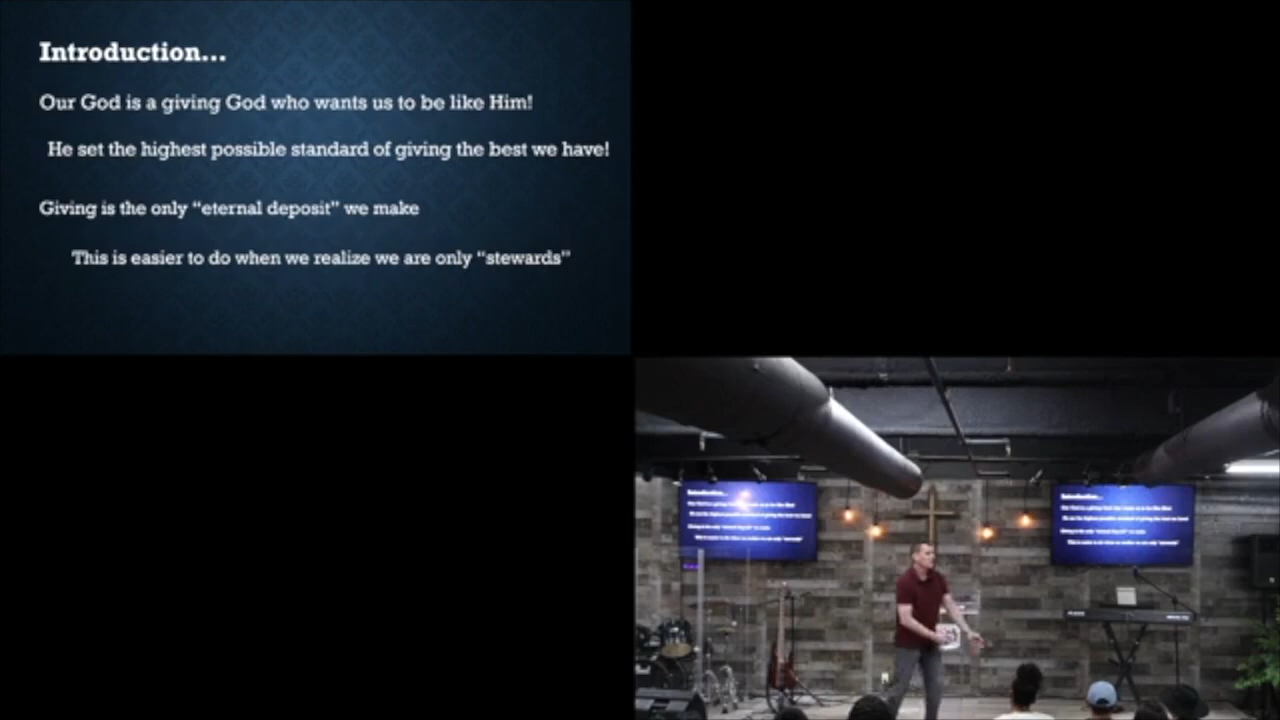 Introduction...
Our God is a giving God who wants us to be like Him!
He set the highest possible standard of giving the best we have!
Giving is the only “eternal deposit” we make
This is easier to do when we realize we are only “stewards”
Introduction...
Introduction...